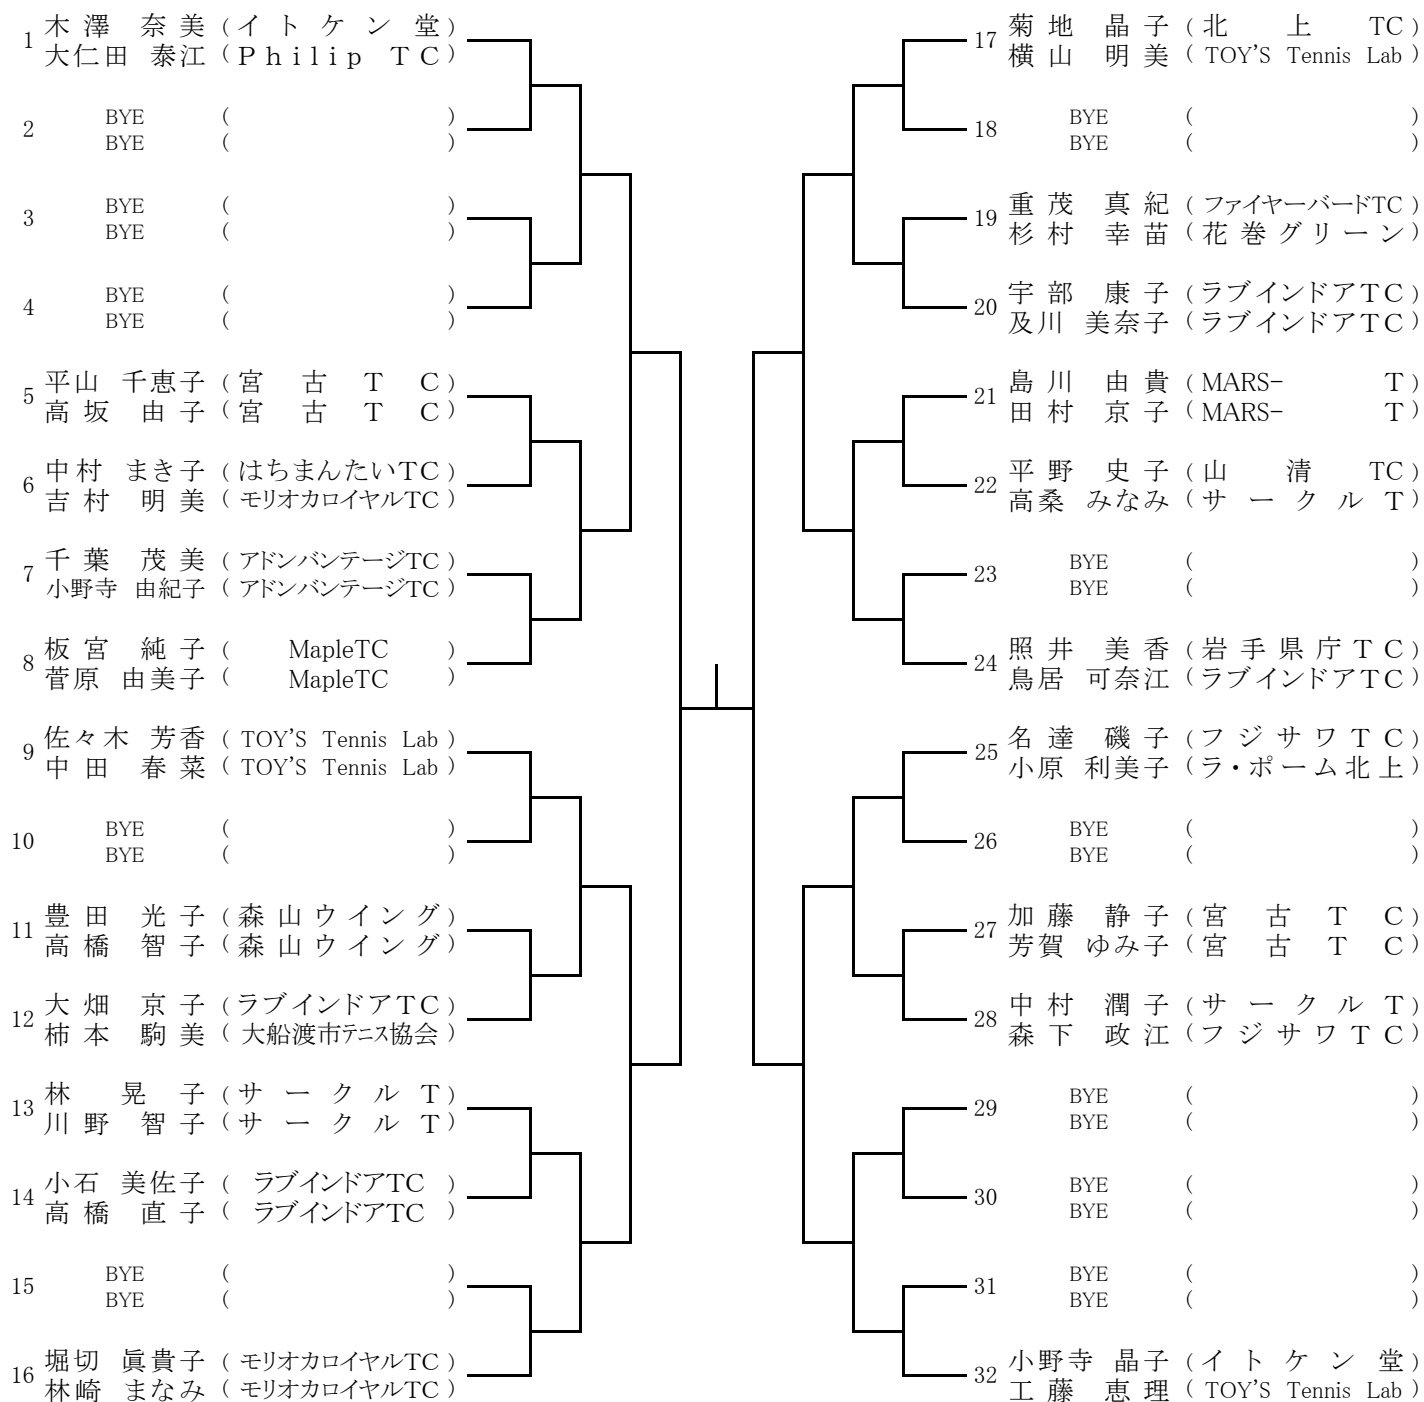 1 木澤 奈美 (イトケン堂)
大仁田 泰江 (Philip TC)
2 BYE ( )
BYE ( )
3 BYE ( )
BYE ( )
4 BYE ( )
BYE ( )
5 平山 千恵子 (宮古TC)
高坂 由子 (宮古TC)
6 中村 まき子 (はちまんたいTC)
吉村 明美 (モリオカロイヤルTC)
7 千葉 茂美 (アドンバンテージTC)
小野寺 由紀子 (アドンバンテージTC)
8 板宮 純子 (MapleTC)
菅原 由美子 (MapleTC)
9 佐々木 芳香 (TOY'S Tennis Lab)
中田 春菜 (TOY'S Tennis Lab)
10 BYE ( )
BYE ( )
11 豊田 光子 (森山ウイング)
高橋 智子 (森山ウイング)
12 大畑 京子 (ラブインドアTC)
柿本 駒美 (大船渡市テニス協会)
13 林 晃子 (サークルT)
川野 智子 (サークルT)
14 小石 美佐子 (ラブインドアTC)
高橋 直子 (ラブインドアTC)
15 BYE ( )
BYE ( )
16 堀切 眞貴子 (モリオカロイヤルTC)
林崎 まなみ (モリオカロイヤルTC)
17 菊地 晶子 (北上TC)
横山 明美 (TOY'S Tennis Lab)
18 BYE ( )
BYE ( )
19 重茂 真紀 (ファイヤーバードTC)
杉村 幸苗 (花巻グリーン)
20 宇部 康子 (ラブインドアTC)
及川 美奈子 (ラブインドアTC)
21 島川 由貴 (MARS-T)
田村 京子 (MARS-T)
22 平野 史子 (山清TC)
高桑 みなみ (サークルT)
23 BYE ( )
BYE ( )
24 照井 美香 (岩手県庁TC)
鳥居 可奈江 (ラブインドアTC)
25 名達 磯子 (フジサワTC)
小原 利美子 (ラ・ポーム北上)
26 BYE ( )
BYE ( )
27 加藤 静子 (宮古TC)
芳賀 ゆみ子 (宮古TC)
28 中村 潤子 (サークルT)
森下 政江 (フジサワTC)
29 BYE ( )
BYE ( )
30 BYE ( )
BYE ( )
31 BYE ( )
BYE ( )
32 小野寺 晶子 (イトケン堂)
工藤 恵理 (TOY'S Tennis Lab)